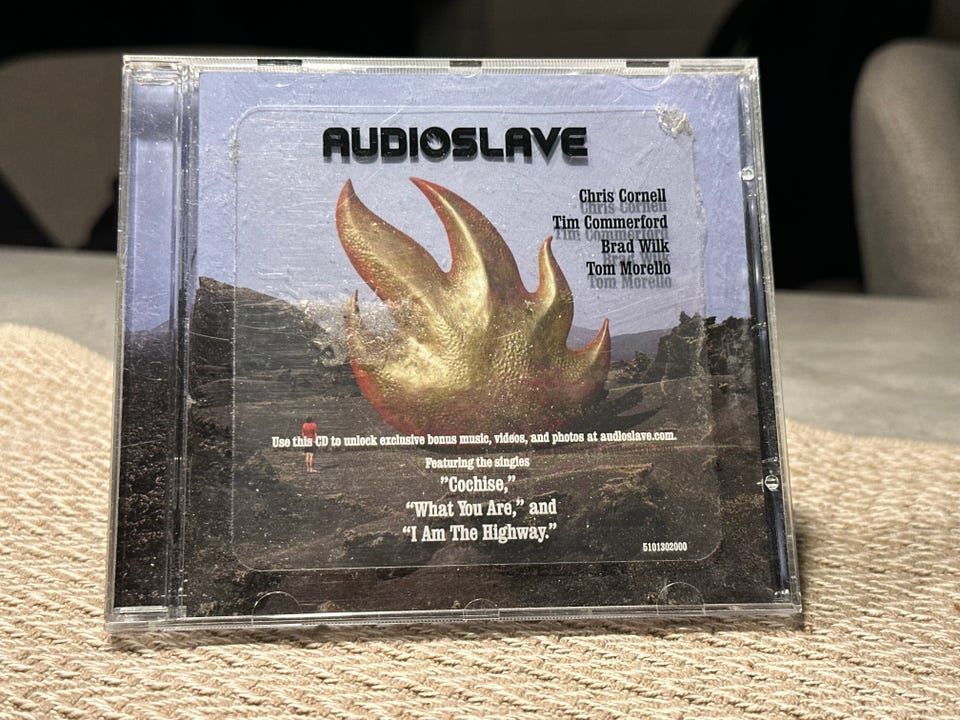 AUDIOSLAVE
Chris Cornell
Tim Commerford
Brad Wilk
Tom Morello
Use this CD to unlock exclusive bonus music, videos, and photos at audioslave.com.
Featuring the singles
”Cochise,”
“What You Are,” and
“I Am The Highway.”
5101302000